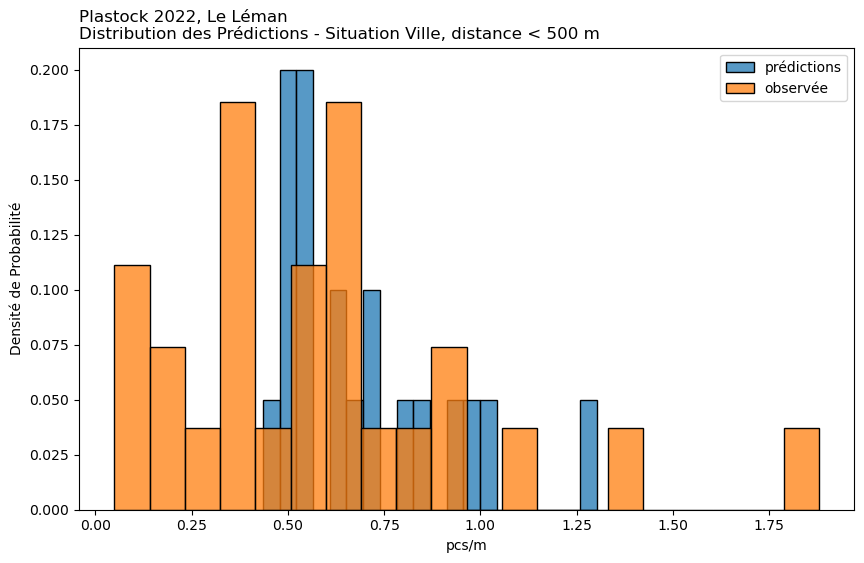 Plastock 2022, Le Léman
Distribution des Prédictions - Situation Ville, distance < 500 m
prédictions
observée
Densité de Probabilité
0.200
0.175
0.150
0.125
0.100
0.075
0.050
0.025
0.000
0.00 0.25 0.50 0.75 1.00 1.25 1.50 1.75
pcs/m